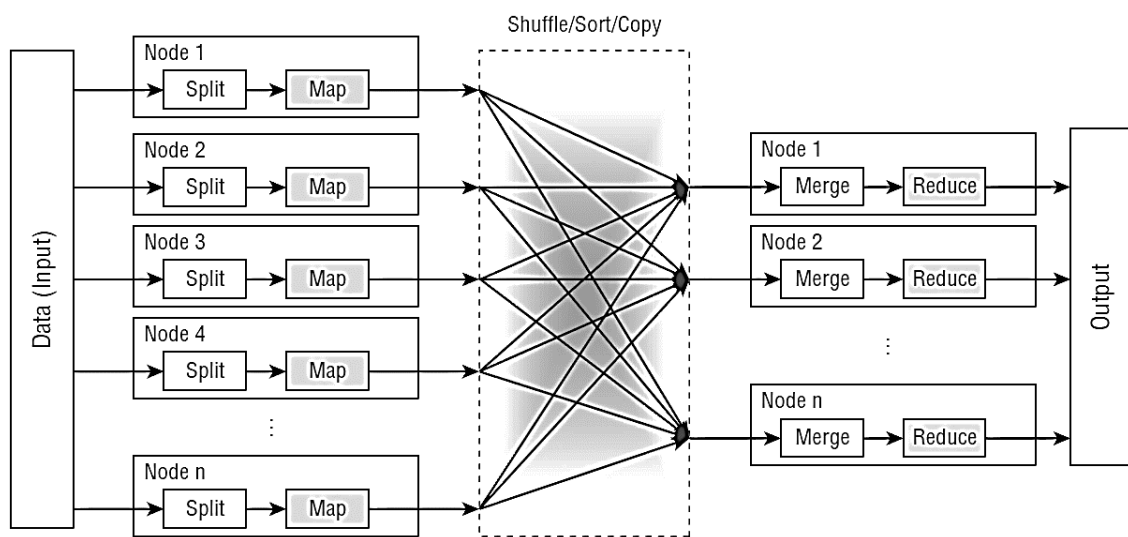 Shuffle/Sort/Copy
Data (Input)
Node 1
Split
Map
Node 2
Split
Map
Node 3
Split
Map
Node 4
Split
Map
...
Node n
Split
Map
Node 1
Merge
Reduce
Node 2
Merge
Reduce
...
Node n
Merge
Reduce
Output